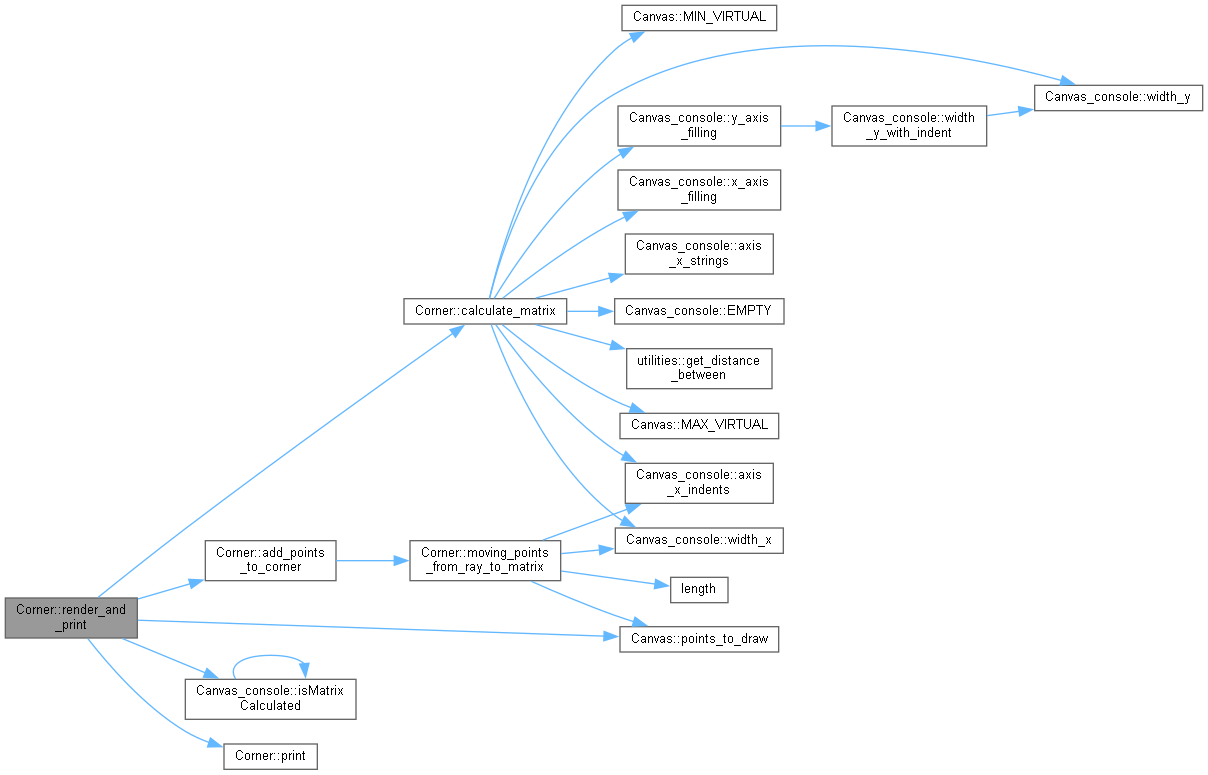 Canvas::MIN_VIRTUAL
Canvas_console::width_y
Canvas_console::y_axis
_filling
Canvas_console::width
_y_with_indent
Canvas_console::x_axis
_filling
Canvas_console::axis
_x_strings
Corner::calculate_matrix
Canvas_console::EMPTY
utilities::get_distance
_between
Canvas::MAX_VIRTUAL
Canvas_console::axis
_x_indents
Canvas_console::width_x
Corner::add_points
_to_corner
Corner::moving_points
_from_ray_to_matrix
length
Corner::render_and
_print
Canvas::points_to_draw
Canvas_console::isMatrix
Calculated
Corner::print